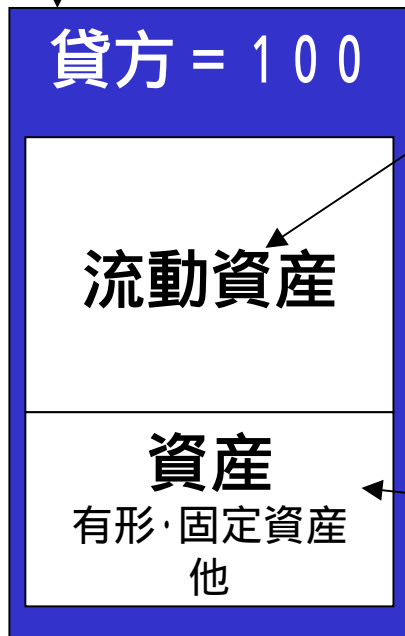 貸方=100
流動資産
資産
有形・固定資産
他